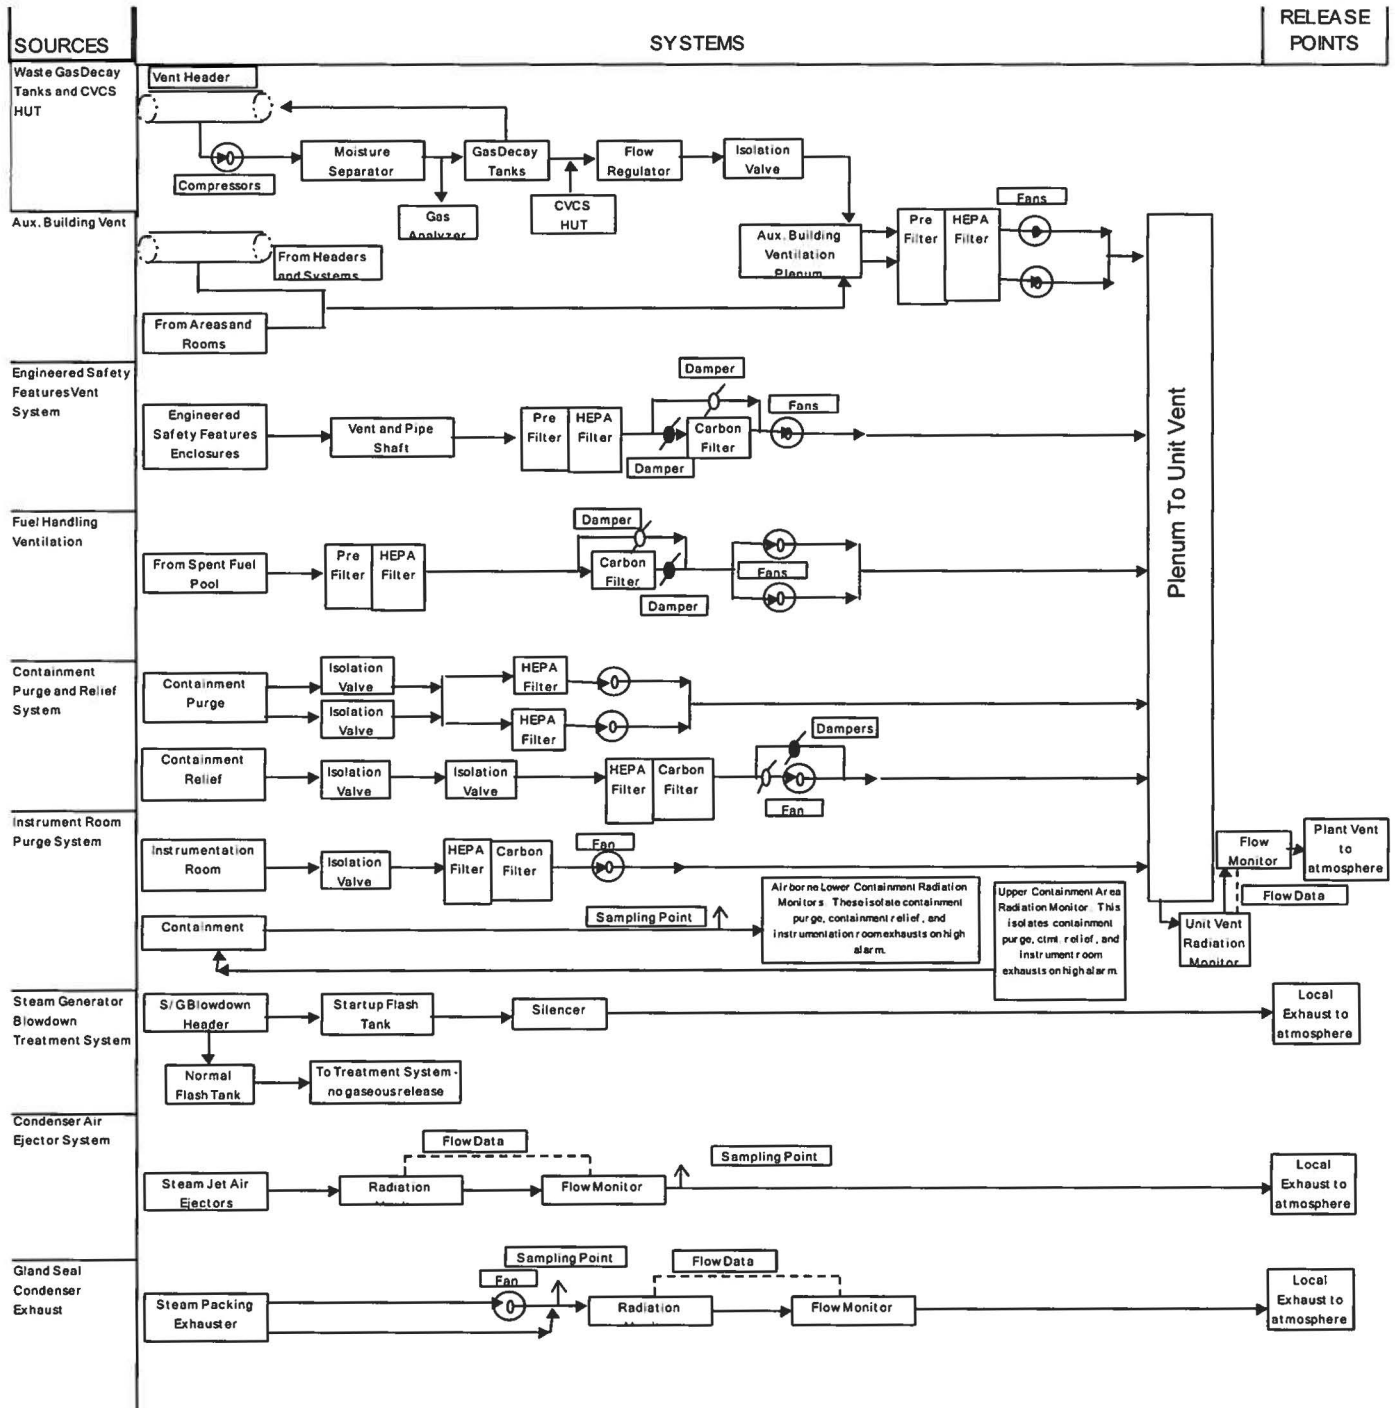 SOURCES
SYSTEMS
RELEASE
POINTS
Waste Gas Decay
Tanks and CVCS
HUT
Vent Header
Compressors
Moisture
Separator
Gas
Analyzer
Gas Decay
Tanks
CVCS
HUT
Flow
Regulator
Isolation
Valve
Aux. Building Vent
From Headers
and Systems
From Areas and
Rooms
Aux. Building
Ventilation
Plenum
Pre
Filter
HEPA
Filter
Fans
Engineered Safety
Features Vent
System
Engineered
Safety Features
Enclosures
Vent and Pipe
Shaft
Pre
Filter
HEPA
Filter
Damper
Damper
Carbon
Filter
Fans
Plenum To Unit Vent
Fuel Handling
Ventilation
From Spent Fuel
Pool
Pre
Filter
HEPA
Filter
Damper
Carbon
Filter
Damper
Fans
Containment
Purge and Relief
System
Containment
Purge
Isolation
Valve
Isolation
Valve
HEPA
Filter
HEPA
Filter
Containment
Relief
Isolation
Valve
Isolation
Valve
HEPA
Filter
Carbon
Filter
Dampers
Fan
Instrument Room
Purge System
Instrumentation
Room
Isolation
Valve
HEPA
Filter
Carbon
Filter
Fan
Containment
Sampling Point
Airborne Lower Containment Radiation
Monitors. These isolate containment
purge, containment relief, and
instrumentation room exhausts on high
alarm.
Upper Containment Area
Radiation Monitor. This
isolates containment
purge, ctmt. relief, and
instrument room
exhausts on high alarm.
Flow
Monitor
Plant Vent
to
atmosphere
Flow Data
Unit Vent
Radiation
Monitor
Steam Generator
Blowdown
Treatment System
S/G Blowdown
Header
Startup Flash
Tank
Silencer
Local
Exhaust to
atmosphere
Normal
Flash Tank
To Treatment System -
no gaseous release
Condenser Air
Ejector System
Flow Data
Steam Jet Air
Ejectors
Radiation
Flow Monitor
Sampling Point
Local
Exhaust to
atmosphere
Gland Seal
Condenser
Exhaust
Steam Packing
Exhauster
Fan
Sampling Point
Flow Data
Radiation
Flow Monitor
Local
Exhaust to
atmosphere